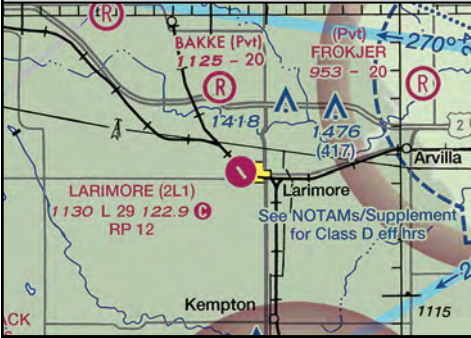 R
BAKKE (Pvt)
1125 - 20
R
(Pvt)
FROKJER
953 - 20
270°
R
1418
1476
(417)
2
Arvilla
Larimore
LARIMORE (2L1)
1130 L 29 122.9 C
RP 12
See NOTAMs/Supplement
for Class D eff hrs
2
Kempton
1115
ACK